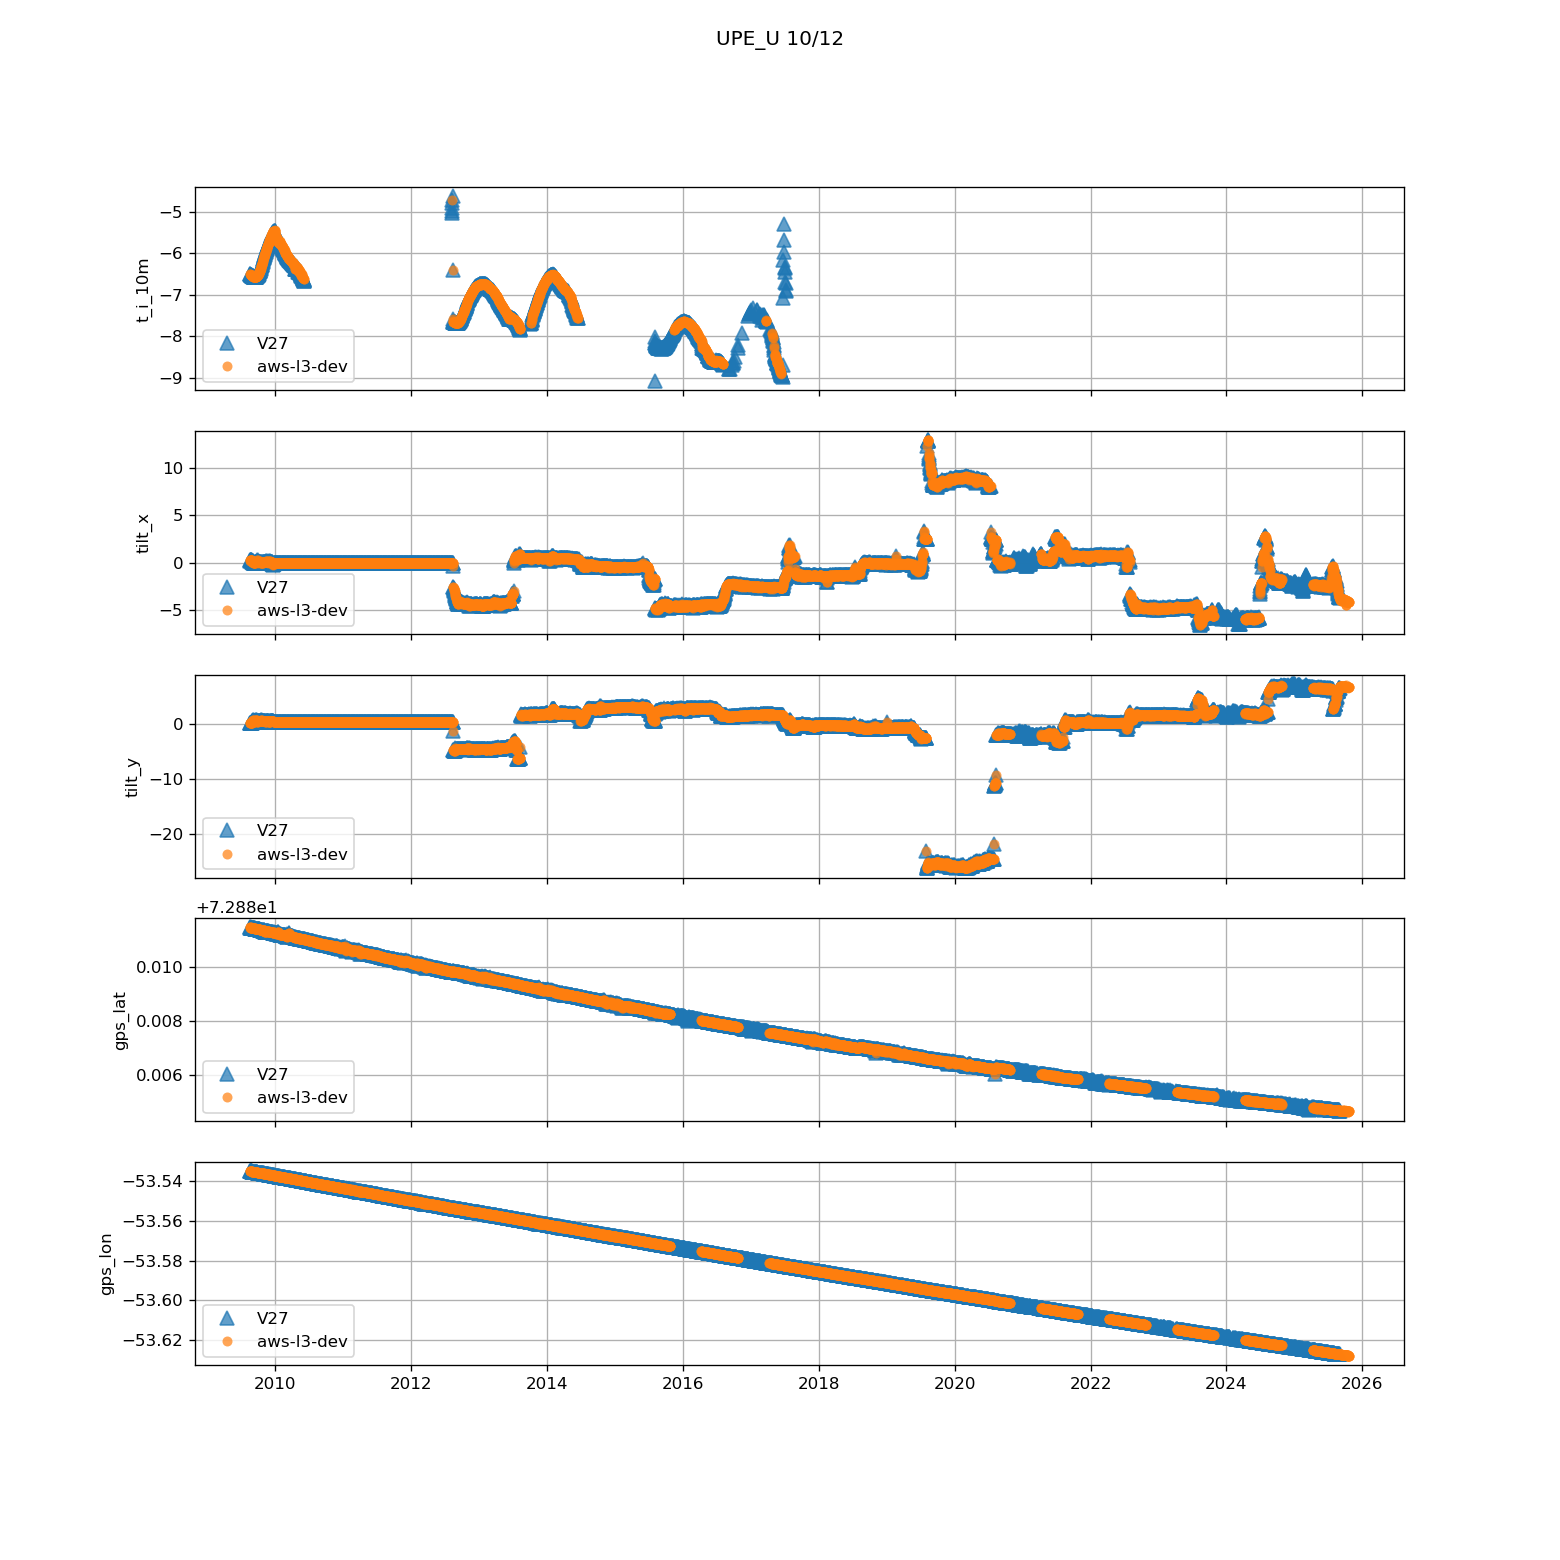 UPE_U 10/12
−5
−6
−7
−8
−9
t_i_10m
V27
aws-l3-dev
10
5
0
−5
tilt_x
V27
aws-l3-dev
0
−10
−20
tilt_y
V27
aws-l3-dev
+7.288e1
0.010
0.008
0.006
gps_lat
V27
aws-l3-dev
−53.54
−53.56
−53.58
−53.60
−53.62
gps_lon
V27
aws-l3-dev
2010 2012 2014 2016 2018 2020 2022 2024 2026